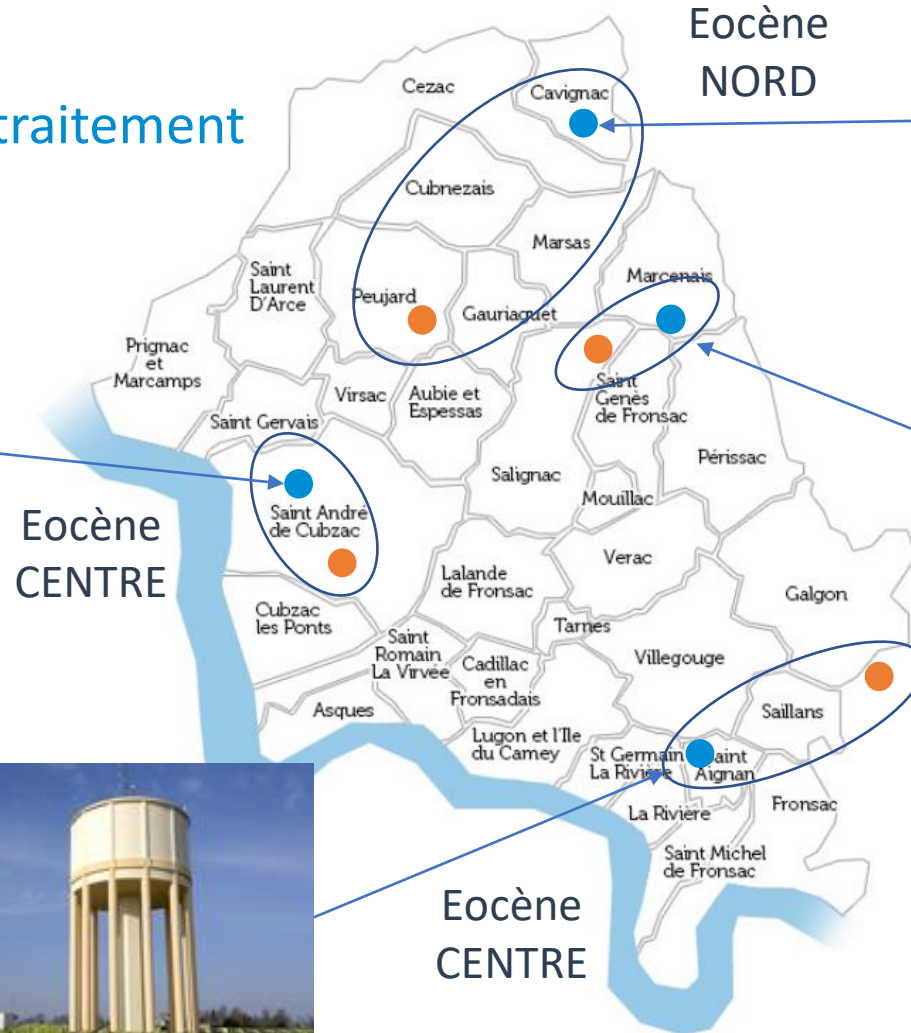 Eocène
NORD
traitement
Cezac
Cavignac
Cubnezais
Marsas
Marcenais
Saint
Laurent
D'Arce
Peujard
Gauriaguet
Prignac
et
Marcamps
Virsac
Aubie et
Espessas
Saint
Genès
de Fronsac
Saint Gervais
Périssac
Salignac
Mouillac
Saint André
de Cubzac
Eocène
CENTRE
Verac
Lalande
de Fronsac
Galgon
Cubzac
les Ponts
Tarnes
Saint
Romain
La Virvée
Villegouge
Cadillac
en
Fronsadais
Saillans
Asques
Lugon et l'Ile
du Carney
St Germain
La Rivière
Saint
Aignan
Fronsac
La Rivière
Saint Michel
de Fronsac
Eocène
CENTRE